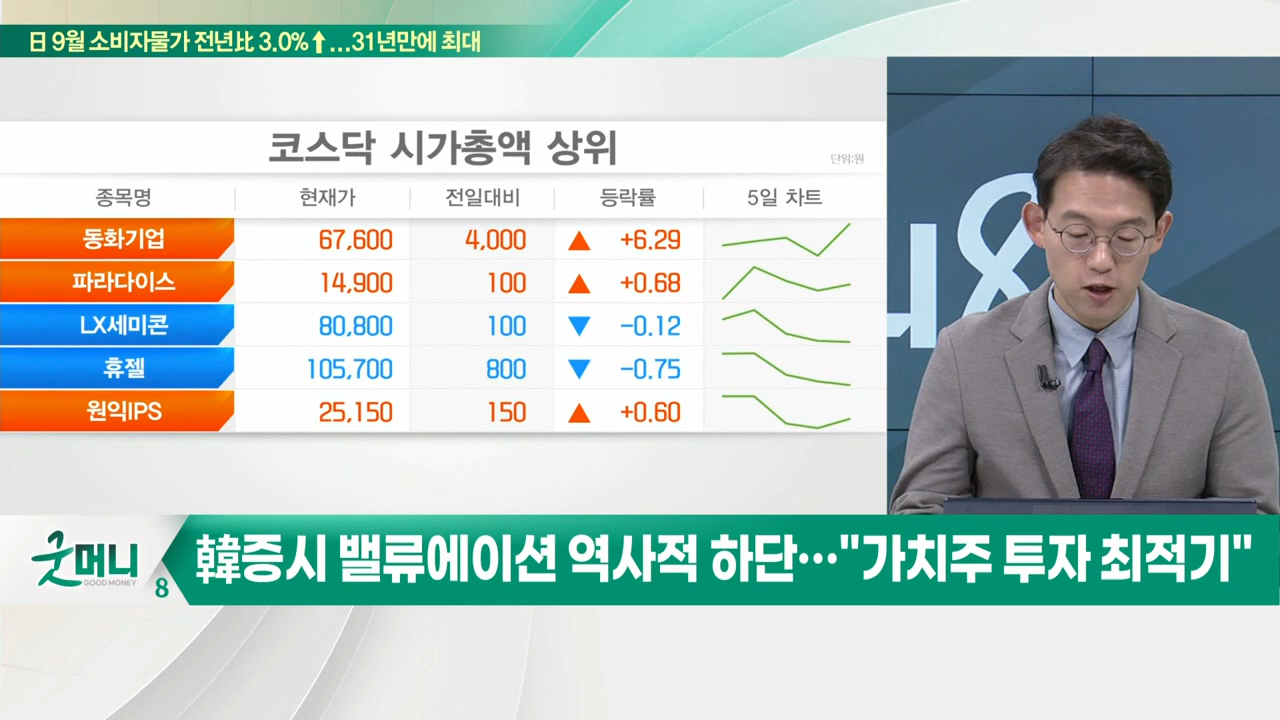 日 9월 소비자물가 전년比 3.0%⬆…31년만에 최대
코스닥 시가총액 상위
단위:원
종목명 현재가 전일대비 등락률 5일 차트
동화기업 67,600 4,000 ▲ +6.29
파라다이스 14,900 100 ▲ +0.68
LX세미콘 80,800 100 ▼ -0.12
휴젤 105,700 800 ▼ -0.75
원익IPS 25,150 150 ▲ +0.60
굿머니
GOOD MONEY
8
韓증시 밸류에이션 역사적 하단…"가치주 투자 최적기"